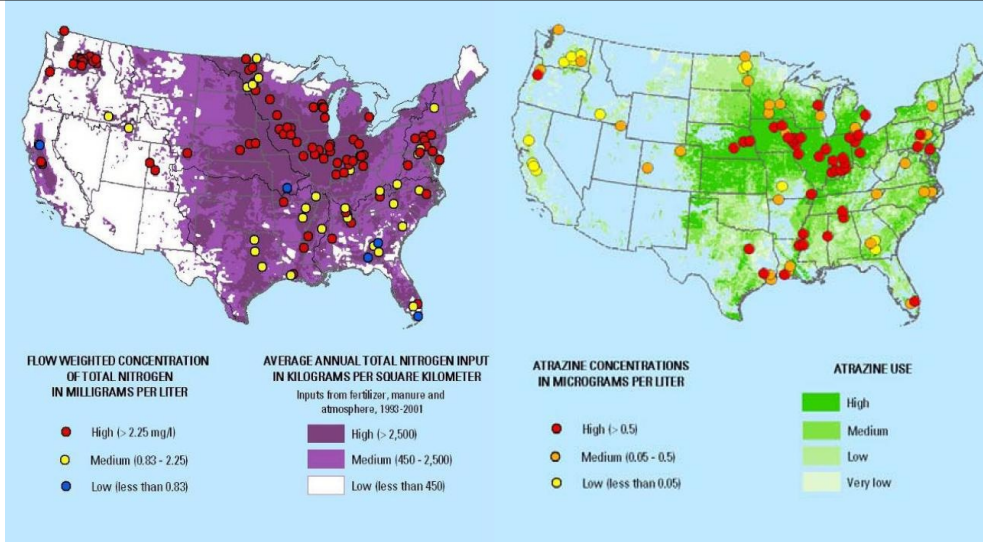 FLOW WEIGHTED CONCENTRATION
OF TOTAL NITROGEN
IN MILLIGRAMS PER LITER
High (> 2.25 mg/l)
Medium (0.83 - 2.25)
Low (less than 0.83)
AVERAGE ANNUAL TOTAL NITROGEN INPUT
IN KILOGRAMS PER SQUARE KILOMETER
Inputs from fertilizer, manure and
atmosphere, 1993-2001
High (> 2,500)
Medium (450 - 2,500)
Low (less than 450)
ATRAZINE CONCENTRATIONS
IN MICROGRAMS PER LITER
High (> 0.5)
Medium (0.05 - 0.5)
Low (less than 0.05)
ATRAZINE USE
High
Medium
Low
Very low